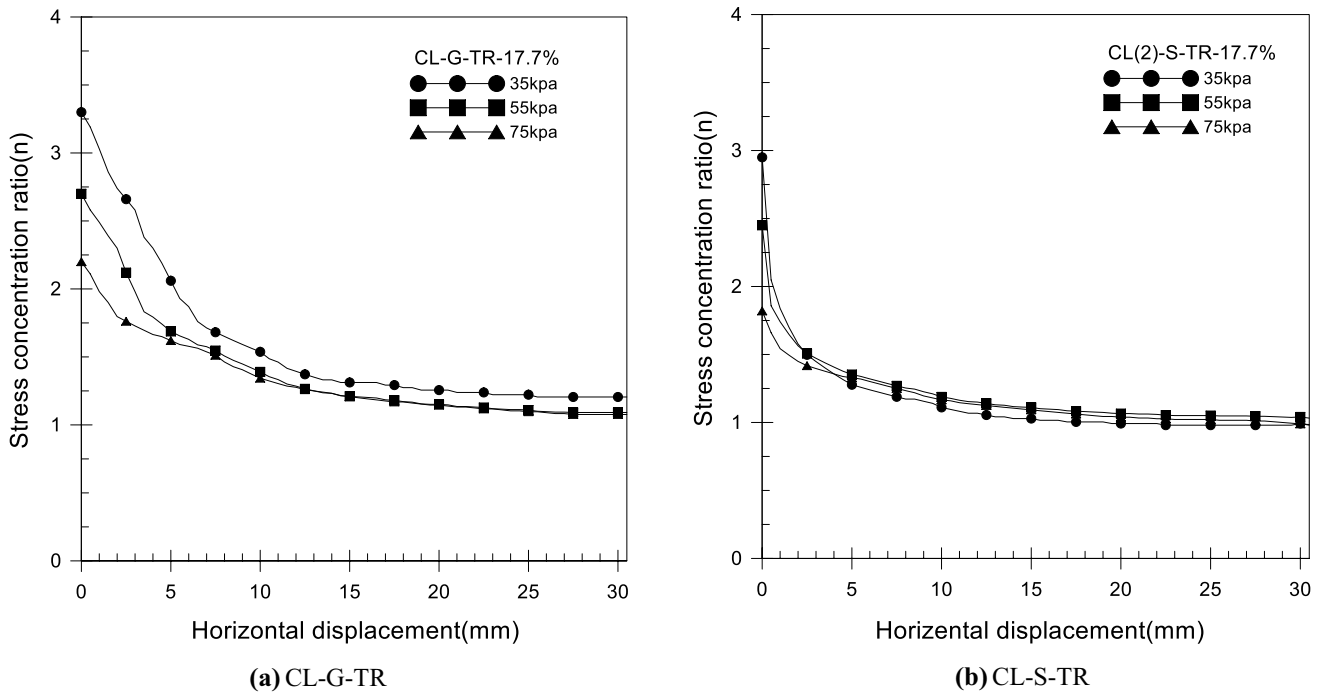 4
3
2
1
0
Stress concentration ratio(n)
CL-G-TR-17.7%
35kpa
55kpa
75kpa
0 5 10 15 20 25 30
Horizontal displacement(mm)
(a) CL-G-TR
4
3
2
1
0
Stress concentration ratio(n)
CL(2)-S-TR-17.7%
35kpa
55kpa
75kpa
0 5 10 15 20 25 30
Horizental displacement(mm)
(b) CL-S-TR